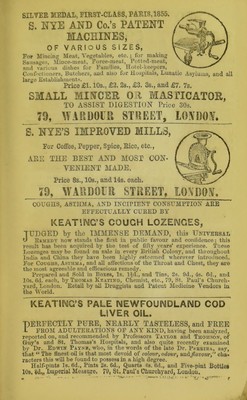 SILVER MEDAL, FIRST-CLASS, PARIS, 1855.
S. NYE AND Co.'s PATENT
MACHINES,
OF VARIOUS SIZES,
For Mincing Meat, Vegetables, etc.; for making
Sausages, Mince-meat, Force-meat, Potted-meat,
and various dishes for Families, Hotel-keepers,
Confectioners, Butchers, and also for Hospitals, Lunatic Asylums, and all
large Establishments.
Price £1. 10s., £2. 2s., £3. 3s., and £7. 7s.
SMALL MINCER OR MASTICATOR,
TO ASSIST DIGESTION Price 30s.
79, WARDOUR STREET, LONDON.
S. NYE'S IMPROVED MILLS,
For Coffee, Pepper, Spice, Rice, etc.,
ARE THE BEST AND MOST CON-
VENIENT MADE.
Price 8s., 10s., and 14s. each.
79, WARDOUR STREET, LONDON.
COUGHS, ASTHMA, AND INCIPIENT CONSUMPTION ARE
EFFECTUALLY CURED BY
KEATING'S COUGH LOZENGES,
JUDGED by the IMMENSE DEMAND, this UNIVERSAL
REMEDY now stands the first in public favour and confidence; this
result has been acquired by the test of fifty years' experience. These
Lozenges may be found on sale in every British Colony, and throughout
India and China they have been highly esteemed wherever introduced.
For COUGHS, ASTHMA, and all affections of the Throat and Chest, they are
the most agreeable and efficacious remedy.
Prepared and Sold in Boxes, 1s. 1½d., and Tins, 2s. 9d., 4s. 6d., and
10s. 6d. each, by THOMAS KEATING, Chemist, etc., 79, St. Paul's Church-
yard, London. Retail by all Druggists and Patent Medicine Vendors in
the World.
KEATING'S PALE NEWFOUNDLAND COD
LIVER OIL.
PERFECTLY PURE, NEARLY TASTELESS, and FREE
FROM ADULTERATIONS OF ANY KIND, having been analyzed,
reported on, and recommended by Professors TAYLOR and THOMSON, of
Guy's and St. Thomas's Hospitals, and also quite recently examined
by Dr. EDWIN PAYNE, who, in the words of the late Dr. PEREIRA, say,
that "The finest oil is that most devoid of colour, odour, and flavour," cha-
racters this will be found to possess in a high degree.
Half-pints 1s. 6d., Pints 2s. 6d., Quarts 4s. 6d., and Five-pint Bottles
10s. 6d., Imperial Measure. 79, St. Paul's Churchyard, London.